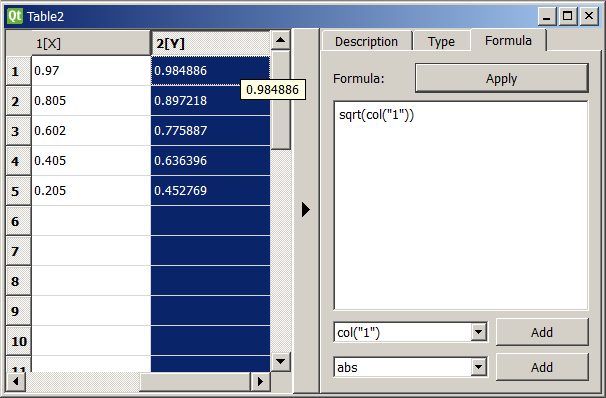 Qt Table2
1[X] 2[Y]
1 0.97 0.984886
2 0.805 0.897218
0.984886
3 0.602 0.775887
4 0.405 0.636396
5 0.205 0.452769
6
7
8
9
10
11
Description Type Formula
Formula: Apply
sqrt(col("1"))
col("1") Add
abs Add